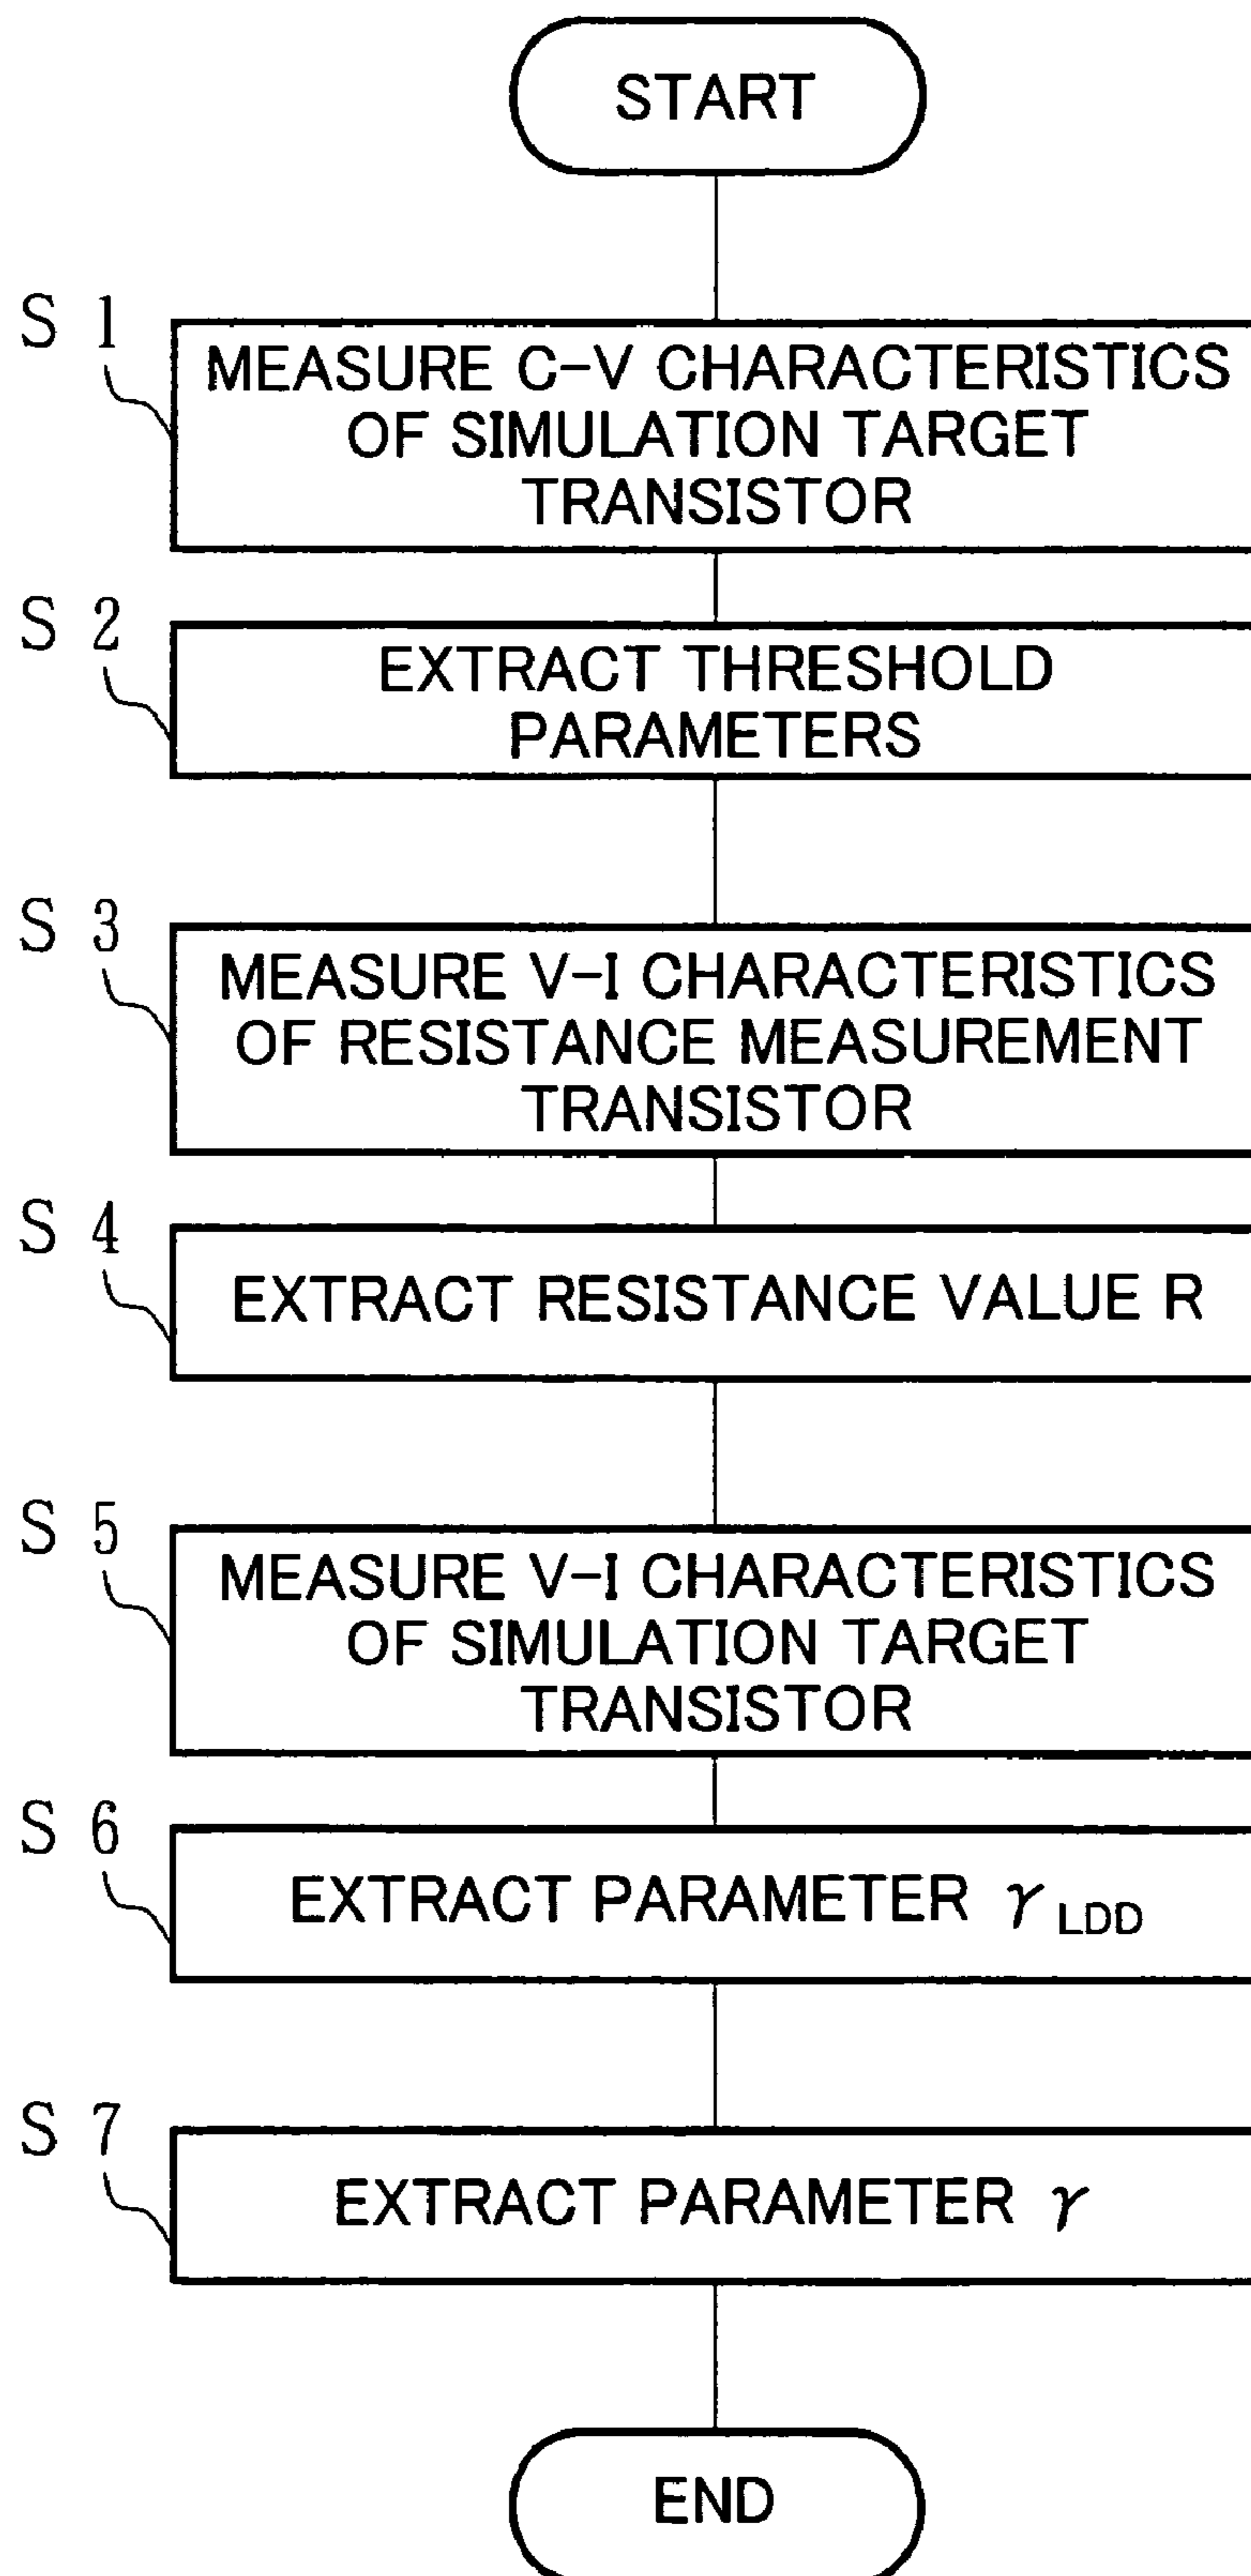 START
S 1
MEASURE C-V CHARACTERISTICS
OF SIMULATION TARGET
TRANSISTOR
S 2
EXTRACT THRESHOLD
PARAMETERS
S 3
MEASURE V-I CHARACTERISTICS
OF RESISTANCE MEASUREMENT
TRANSISTOR
S 4
EXTRACT RESISTANCE VALUE R
S 5
MEASURE V-I CHARACTERISTICS
OF SIMULATION TARGET
TRANSISTOR
S 6
EXTRACT PARAMETER γ LDD
S 7
EXTRACT PARAMETER γ
END